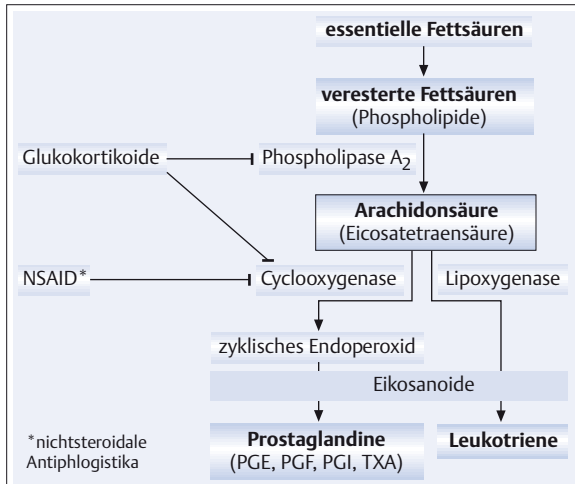 essentielle Fettsäuren
veresterte Fettsäuren
(Phospholipide)
Glukokortikoide
Phospholipase A2
Arachidonsäure
(Eicosatetraensäure)
NSAID*
Cyclooxygenase
Lipoxygenase
zyklisches Endoperoxid
Eikosanoide
*nichtsteroidale
Antiphlogistika
Prostaglandine
(PGE, PGF, PGI, TXA)
Leukotriene